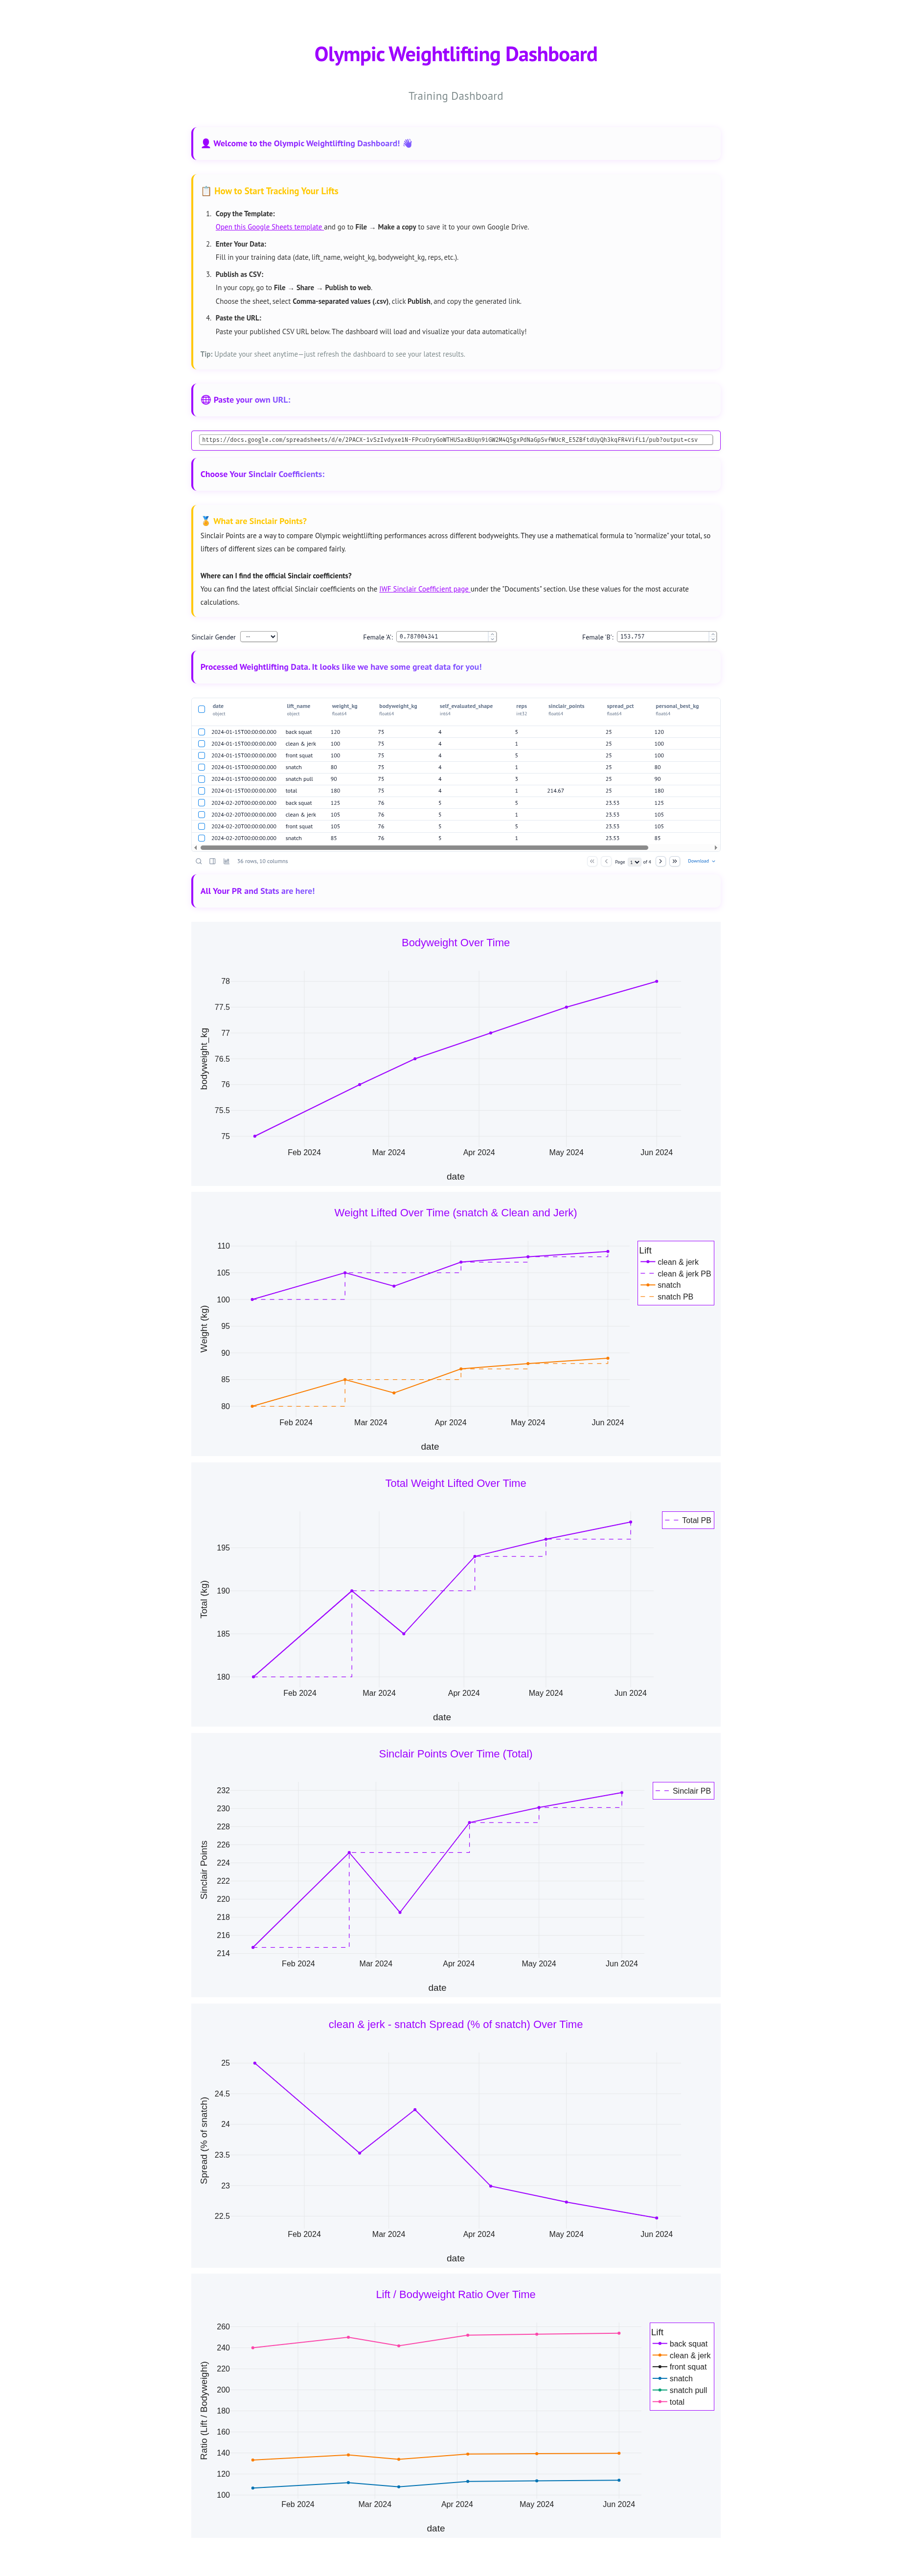 Olympic Weightlifting Dashboard
Training Dashboard
👤 Welcome to the Olympic Weightlifting Dashboard! 👋
📋 How to Start Tracking Your Lifts
1. Copy the Template:
Open this Google Sheets template and go to File → Make a copy to save it to your own Google Drive.
2. Enter Your Data:
Fill in your training data (date, lift_name, weight_kg, bodyweight_kg, reps, etc.).
3. Publish as CSV:
In your copy, go to File → Share → Publish to web.
Choose the sheet, select Comma-separated values (.csv), click Publish, and copy the generated link.
4. Paste the URL:
Paste your published CSV URL below. The dashboard will load and visualize your data automatically!
Tip: Update your sheet anytime—just refresh the dashboard to see your latest results.
🌐 Paste your own URL:
Choose Your Sinclair Coefficients:
🏅 What are Sinclair Points?
Sinclair Points are a way to compare Olympic weightlifting performances across different bodyweights. They use a mathematical formula to "normalize" your total, so
lifters of different sizes can be compared fairly.
Where can I find the official Sinclair coefficients?
You can find the latest official Sinclair coefficients on the IWF Sinclair Coefficient page under the "Documents" section. Use these values for the most accurate
calculations.
Sinclair Gender -- Female 'A': 0.787004341 Female 'B': 153.757
Processed Weightlifting Data. It looks like we have some great data for you!
date lift_name weight_kg bodyweight_kg self_evaluated_shape reps sinclair_points spread_pct personal_best_kg
object object float64 float64 int64 int32 float64 float64 float64
2024-01-15T00:00:00.000 back squat 120 75 4 5 25 120
2024-01-15T00:00:00.000 clean & jerk 100 75 4 1 25 100
2024-01-15T00:00:00.000 front squat 100 75 4 5 25 100
2024-01-15T00:00:00.000 snatch 80 75 4 1 25 80
2024-01-15T00:00:00.000 snatch pull 90 75 4 3 25 90
2024-01-15T00:00:00.000 total 180 75 4 1 214.67 25 180
2024-02-20T00:00:00.000 back squat 125 76 5 5 23.53 125
2024-02-20T00:00:00.000 clean & jerk 105 76 5 1 23.53 105
2024-02-20T00:00:00.000 front squat 105 76 5 5 23.53 105
2024-02-20T00:00:00.000 snatch 85 76 5 1 23.53 85
36 rows, 10 columns Page 1 of 4 Download
All Your PR and Stats are here!
Bodyweight Over Time
bodyweight_kg
78
77.5
77
76.5
76
75.5
75
Feb 2024 Mar 2024 Apr 2024 May 2024 Jun 2024
date
Weight Lifted Over Time (snatch & Clean and Jerk)
Weight (kg)
110
105
100
95
90
85
80
Feb 2024 Mar 2024 Apr 2024 May 2024 Jun 2024
date
Lift
clean & jerk
clean & jerk PB
snatch
snatch PB
Total Weight Lifted Over Time
Total (kg)
195
190
185
180
Feb 2024 Mar 2024 Apr 2024 May 2024 Jun 2024
date
Total PB
Sinclair Points Over Time (Total)
Sinclair Points
232
230
228
226
224
222
220
218
216
214
Feb 2024 Mar 2024 Apr 2024 May 2024 Jun 2024
date
Sinclair PB
clean & jerk - snatch Spread (% of snatch) Over Time
Spread (% of snatch)
25
24.5
24
23.5
23
22.5
Feb 2024 Mar 2024 Apr 2024 May 2024 Jun 2024
date
Lift / Bodyweight Ratio Over Time
Ratio (Lift / Bodyweight)
260
240
220
200
180
160
140
120
100
Feb 2024 Mar 2024 Apr 2024 May 2024 Jun 2024
date
Lift
back squat
clean & jerk
front squat
snatch
snatch pull
total